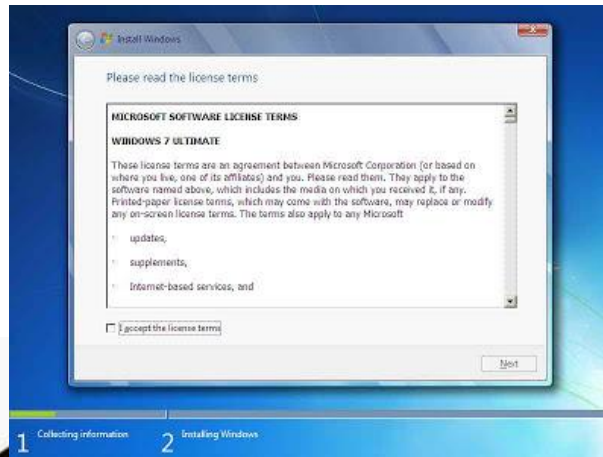 Install Windows
Please read the license terms
MICROSOFT SOFTWARE LICENSE TERMS
WINDOWS 7 ULTIMATE
These license terms are an agreement between Microsoft Corporation (or based on
where you live, one of its affiliates) and you. Please read them. They apply to the
software named above, which includes the media on which you received it, if any.
Printed-paper license terms, which may come with the software, may replace or modify
any on-screen license terms. The terms also apply to any Microsoft
· updates,
· supplements,
· Internet-based services, and
I accept the license terms
Next
1 Collecting information
2 Installing Windows